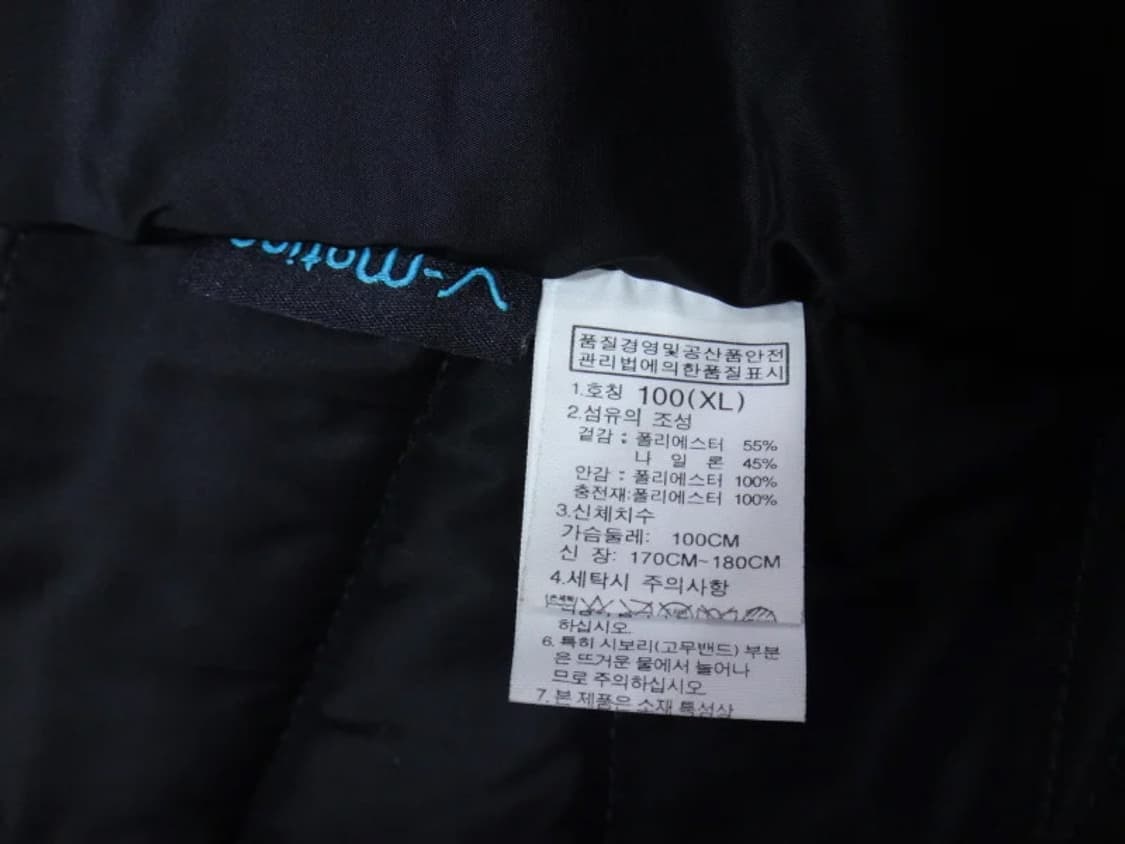 V-motion
품질경영및공산품안전
관리법에의한품질표시
1.호칭 100(XL)
2.섬유의 조성
겉감 : 폴리에스터 55%
나 일 론 45%
안감 : 폴리에스터 100%
충전재:폴리에스터 100%
3.신체치수
가슴둘레: 100CM
신 장: 170CM~180CM
4.세탁시 주의사항
하십시오.
6. 특히 시보리(고무밴드) 부분
은 뜨거운 물에서 늘어나
므로 주의하십시오
7. 본 제품은 소재 특성상